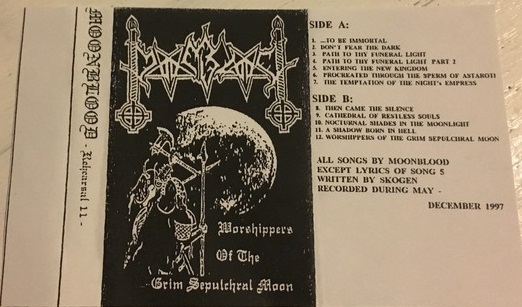 MOONBLOOD - Rehearsal 11 -
MOONBLOOD
Worshippers
Of The
Grim Sepulchral Moon
SIDE A:
1. ...TO BE IMMORTAL
2. DON'T FEAR THE DARK
3. PATH TO THY FUNERAL LIGHT
4. PATH TO THY FUNERAL LIGHT PART 2
5. ENTERING THE NEW KINGDOM
6. PROCREATED THROUGH THE SPERM OF ASTAROTH
7. THE TEMPTATION OF THE NIGHT'S EMPRESS
SIDE B:
8. THEN CAME THE SILENCE
9. CATHEDRAL OF RESTLESS SOULS
10. NOCTURNAL SHADES IN THE MOONLIGHT
11. A SHADOW BORN IN HELL
12. WORSHIPPERS OF THE GRIM SEPULCHRAL MOON
ALL SONGS BY MOONBLOOD
EXCEPT LYRICS OF SONG 5
WRITTEN BY SKOGEN
RECORDED DURING MAY -
DECEMBER 1997